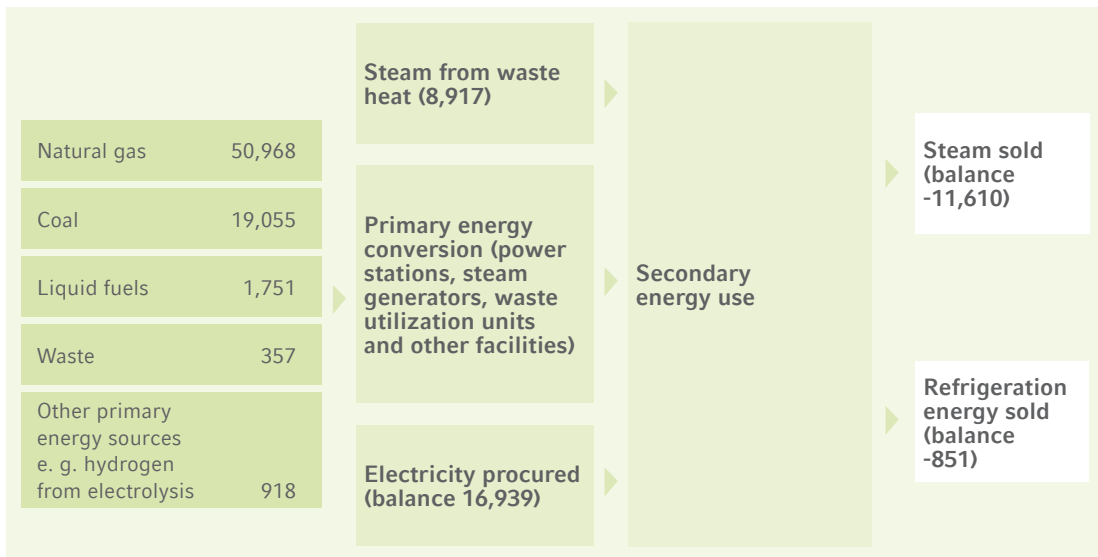 Natural gas 50,968
Coal 19,055
Liquid fuels 1,751
Waste 357
Other primary
energy sources
e. g. hydrogen
from electrolysis 918
Steam from waste
heat (8,917)
Primary energy
conversion (power
stations, steam
generators, waste
utilization units
and other facilities)
Electricity procured
(balance 16,939)
Secondary
energy use
Steam sold
(balance
-11,610)
Refrigeration
energy sold
(balance
-851)